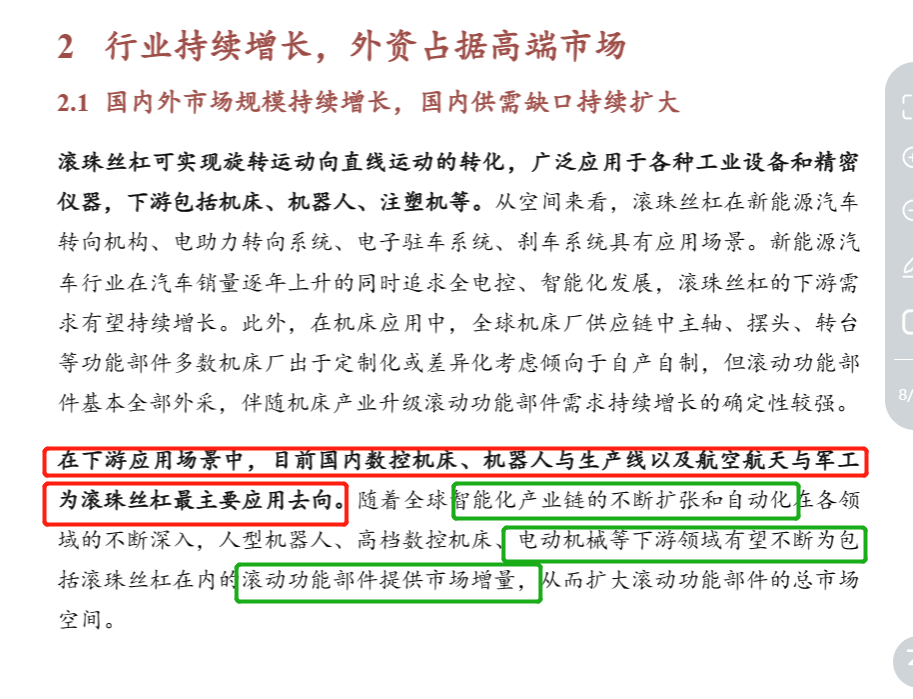 2 行业持续增长，外资占据高端市场
2.1 国内外市场规模持续增长，国内供需缺口持续扩大
滚珠丝杠可实现旋转运动向直线运动的转化，广泛应用于各种工业设备和精密
仪器，下游包括机床、机器人、注塑机等。从空间来看，滚珠丝杠在新能源汽车
转向机构、电助力转向系统、电子驻车系统、刹车系统具有应用场景。新能源汽
车行业在汽车销量逐年上升的同时追求全电控、智能化发展，滚珠丝杠的下游需
求有望持续增长。此外，在机床应用中，全球机床厂供应链中主轴、摆头、转台
等功能部件多数机床厂出于定制化或差异化考虑倾向于自产自制，但滚动功能部
件基本全部外采，伴随机床产业升级滚动功能部件需求持续增长的确定性较强。
在下游应用场景中，目前国内数控机床、机器人与生产线以及航空航天与军工
为滚珠丝杠最主要应用去向。随着全球智能化产业链的不断扩张和自动化在各领
域的不断深入，人型机器人、高档数控机床、电动机械等下游领域有望不断为包
括滚珠丝杠在内的滚动功能部件提供市场增量，从而扩大滚动功能部件的总市场
空间。
8/